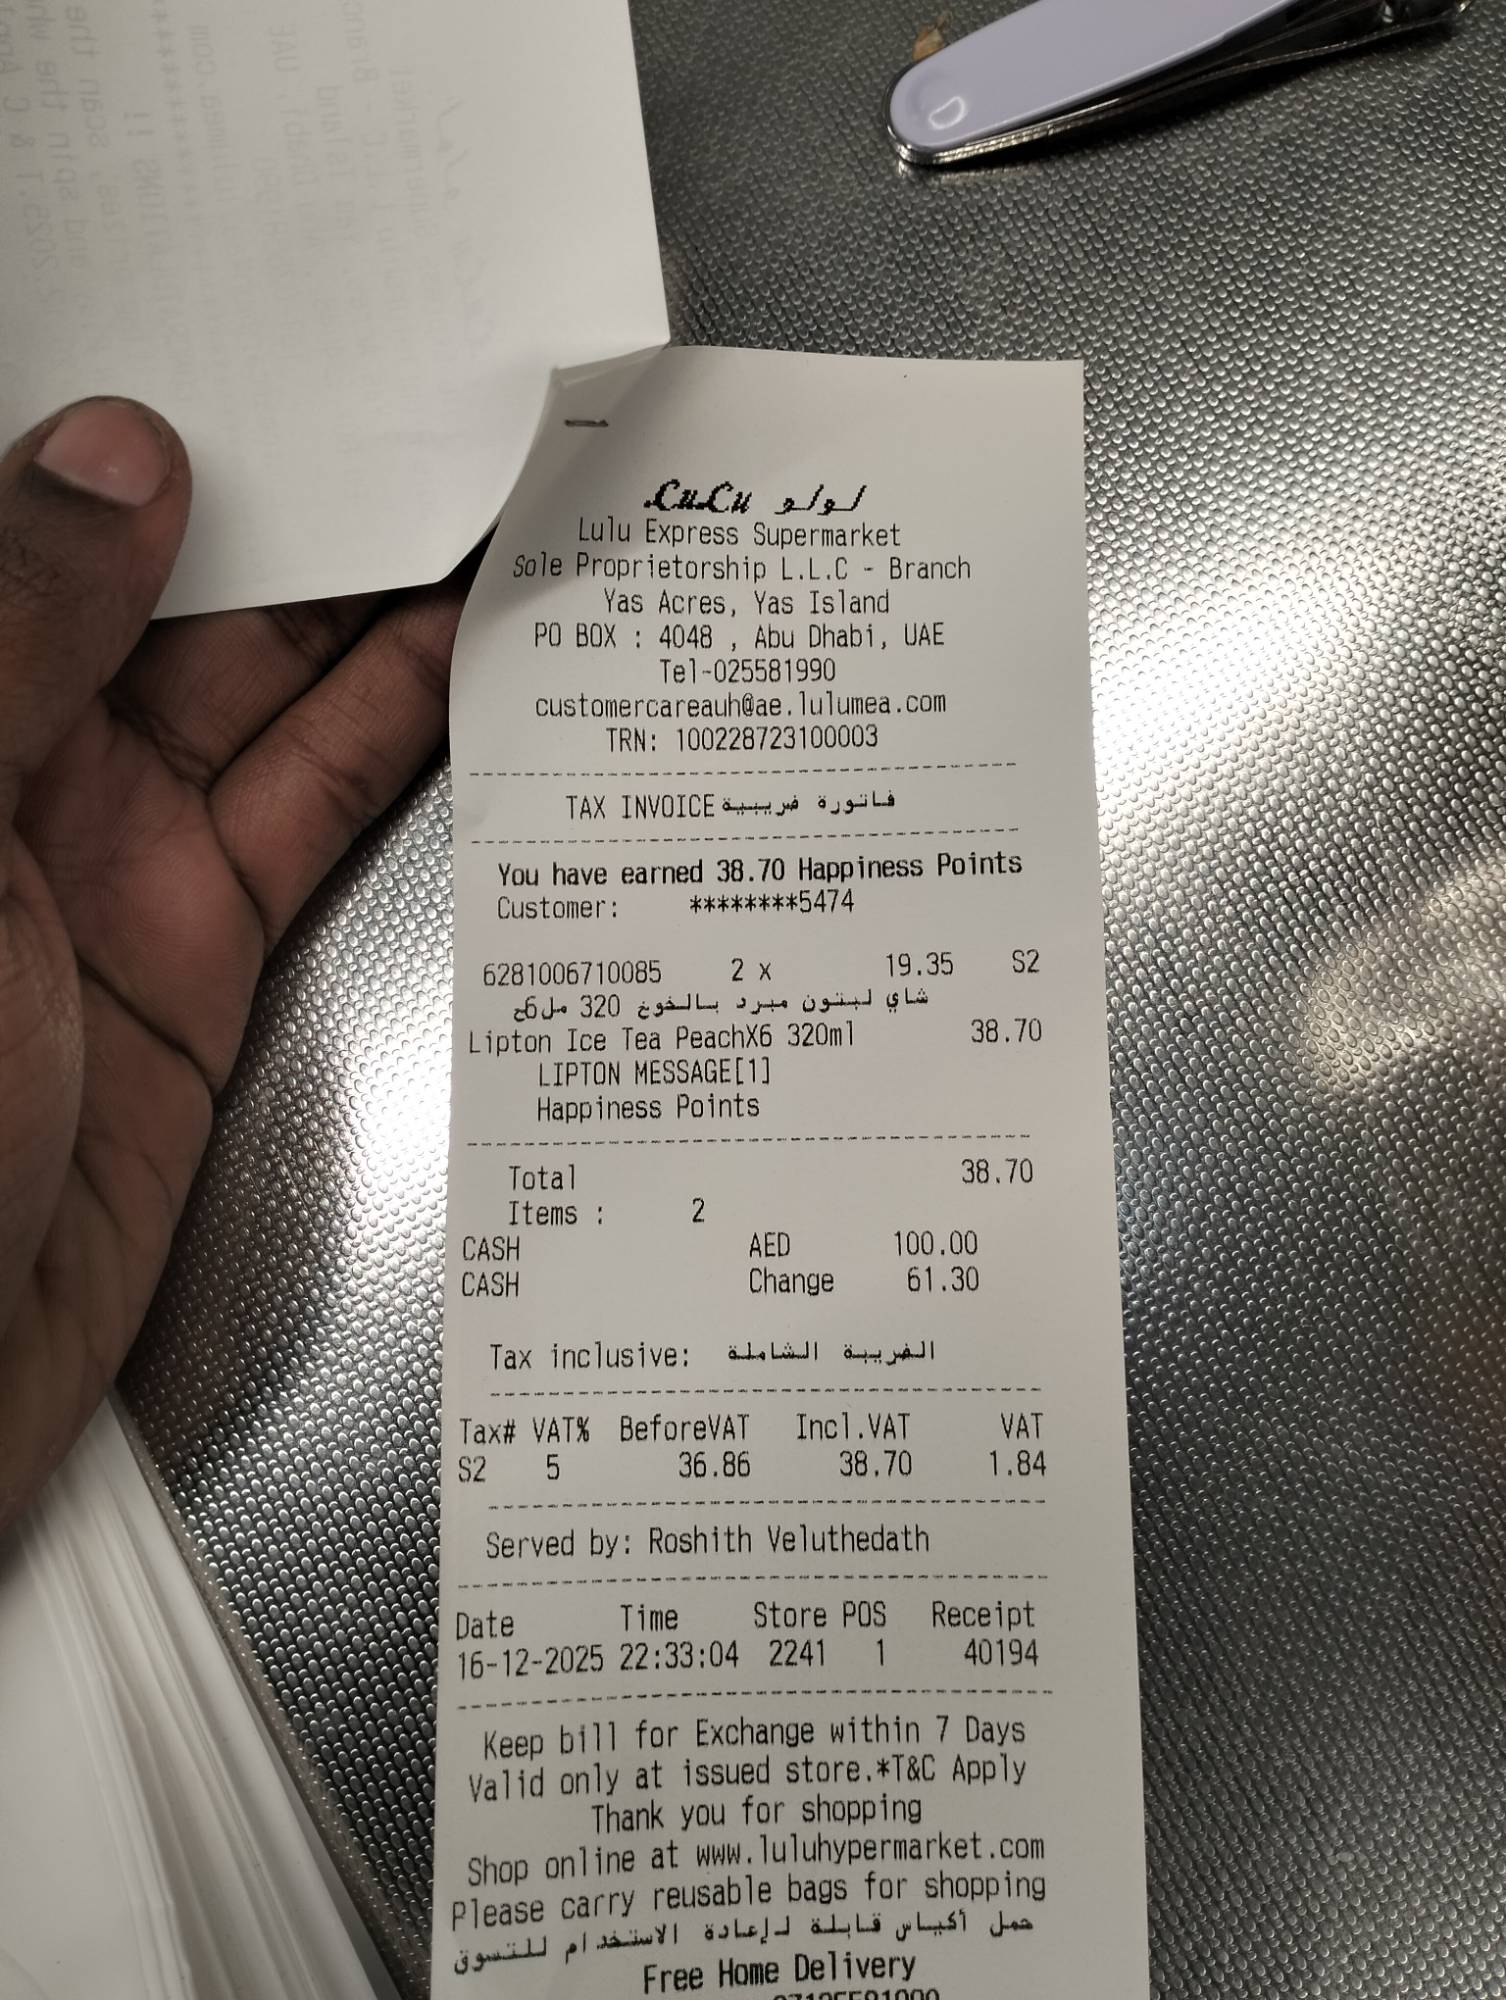 LuLu لولو
Lulu Express Supermarket
Sole Proprietorship L.L.C - Branch
Yas Acres, Yas Island
PO BOX : 4048 , Abu Dhabi, UAE
Tel-025581990
customercareauh@ae.lulumea.com
TRN: 100228723100003
TAX INVOICE فاتورة ضريبية
You have earned 38.70 Happiness Points
Customer: ********5474
6281006710085 2 x 19.35 S2
شاي لبتون مبرد بالخوخ 320 مل6ح
Lipton Ice Tea PeachX6 320ml 38.70
LIPTON MESSAGE[1]
Happiness Points
Total 38.70
Items : 2
CASH AED 100.00
CASH Change 61.30
Tax inclusive: الضريبة الشاملة
Tax# VAT% BeforeVAT Incl.VAT VAT
S2 5 36.86 38.70 1.84
Served by: Roshith Veluthedath
Date Time Store POS Receipt
16-12-2025 22:33:04 2241 1 40194
Keep bill for Exchange within 7 Days
Valid only at issued store.*T&C Apply
Thank you for shopping
Shop online at www.luluhypermarket.com
Please carry reusable bags for shopping
حمل أكياس قابلة لإعادة الاستخدام للتسوق
Free Home Delivery